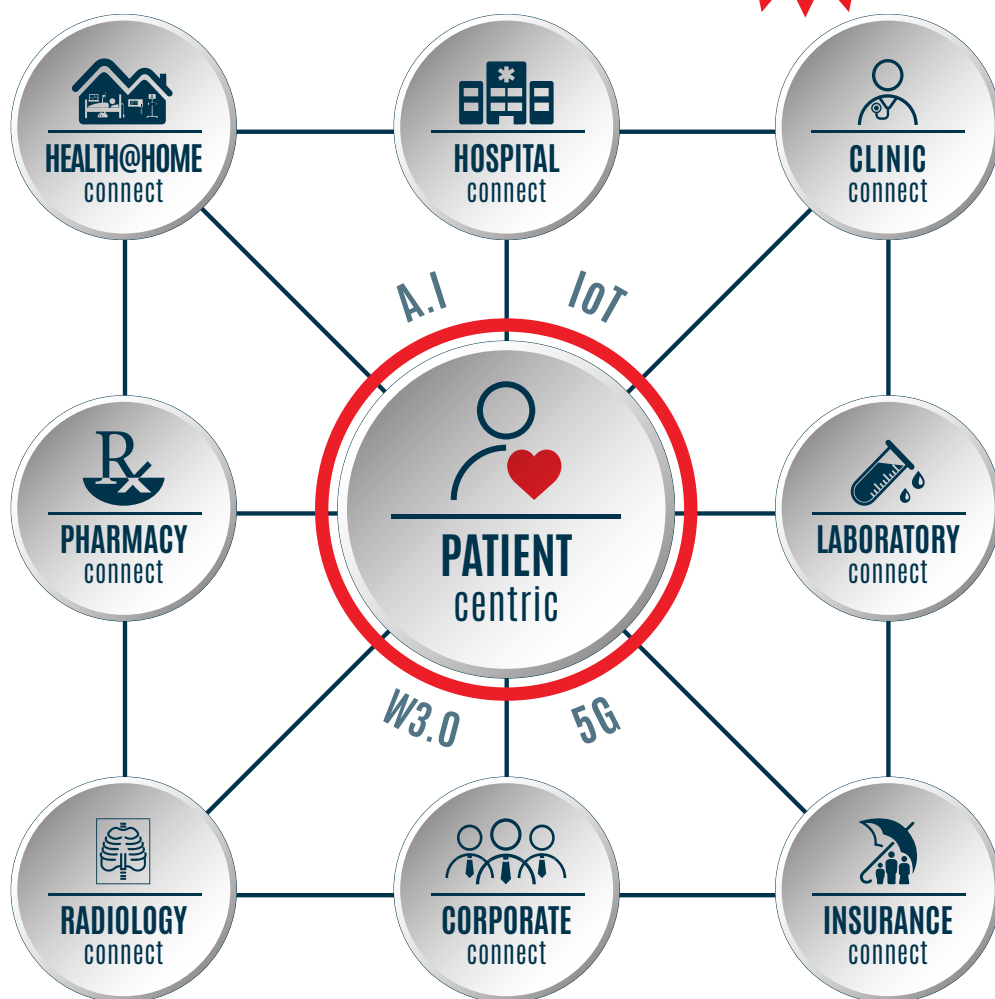 HEALTH@HOME
connect
HOSPITAL
connect
CLINIC
connect
A.I
IoT
Rx
PHARMACY
connect
PATIENT
centric
LABORATORY
connect
W3.0
5G
RADIOLOGY
connect
CORPORATE
connect
INSURANCE
connect